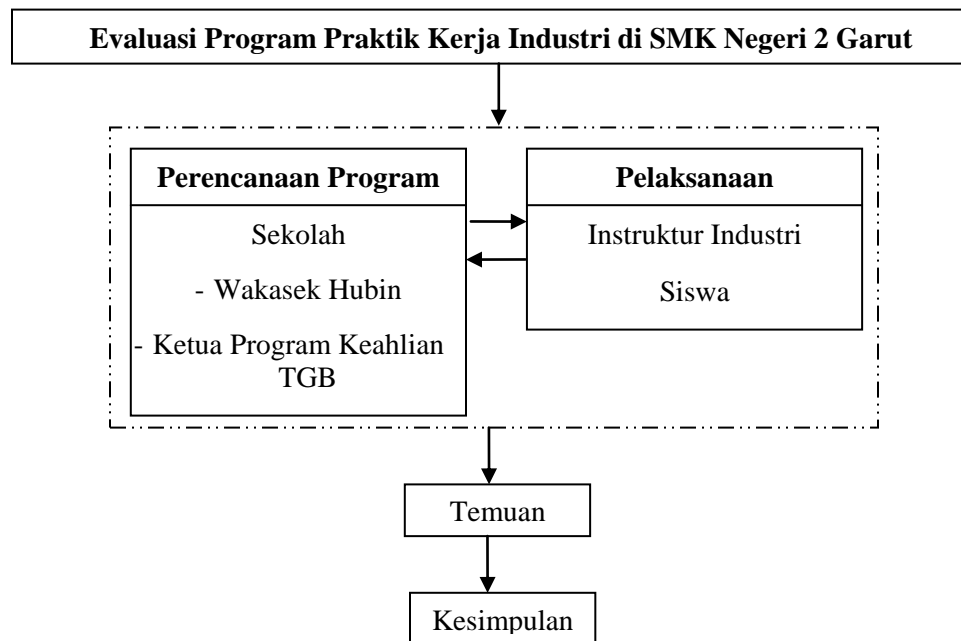 Evaluasi Program Praktik Kerja Industri di SMK Negeri 2 Garut
Perencanaan Program
Sekolah
- Wakasek Hubin
- Ketua Program Keahlian
TGB
Pelaksanaan
Instruktur Industri
Siswa
Temuan
Kesimpulan